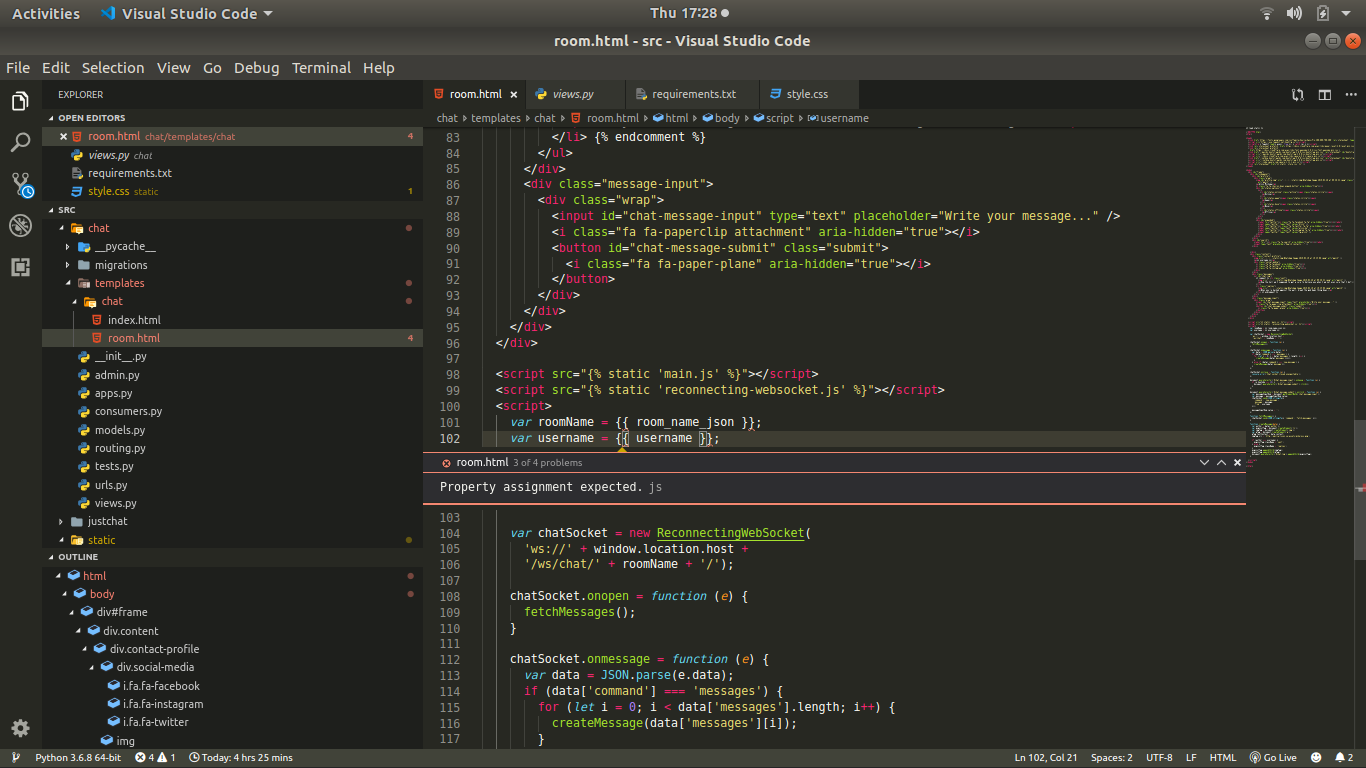 Activities
Visual Studio Code
Thu 17:28
room.html - src - Visual Studio Code
File Edit Selection View Go Debug Terminal Help
EXPLORER
OPEN EDITORS
room.html chat/templates/chat 4
views.py chat
requirements.txt
style.css static 1
SRC
chat
__pycache__
migrations
templates
chat
index.html
room.html 4
__init__.py
admin.py
apps.py
consumers.py
models.py
routing.py
tests.py
urls.py
views.py
justchat
static
OUTLINE
html
body
div#frame
div.content
div.contact-profile
div.social-media
i.fa.fa-facebook
i.fa.fa-instagram
i.fa.fa-twitter
img
room.html views.py requirements.txt style.css
chat templates chat room.html html body script username
83 </li> {% endcomment %}
84 </ul>
85 </div>
86 <div class="message-input">
87 <div class="wrap">
88 <input id="chat-message-input" type="text" placeholder="Write your message..." />
89 <i class="fa fa-paperclip attachment" aria-hidden="true"></i>
90 <button id="chat-message-submit" class="submit">
91 <i class="fa fa-paper-plane" aria-hidden="true"></i>
92 </button>
93 </div>
94 </div>
95 </div>
96 </div>
97
98 <script src="{% static 'main.js' %}"></script>
99 <script src="{% static 'reconnecting-websocket.js' %}"></script>
100 <script>
101 var roomName = {{ room_name_json }};
102 var username = {{ username }};
room.html 3 of 4 problems
Property assignment expected. js
103
104 var chatSocket = new ReconnectingWebSocket(
105 'ws://' + window.location.host +
106 '/ws/chat/' + roomName + '/');
107
108 chatSocket.onopen = function (e) {
109 fetchMessages();
110 }
111
112 chatSocket.onmessage = function (e) {
113 var data = JSON.parse(e.data);
114 if (data['command'] === 'messages') {
115 for (let i = 0; i < data['messages'].length; i++) {
116 createMessage(data['messages'][i]);
117 }
Python 3.6.8 64-bit 4 1 Today: 4 hrs 25 mins Ln 102, Col 21 Spaces: 2 UTF-8 LF HTML Go Live 2